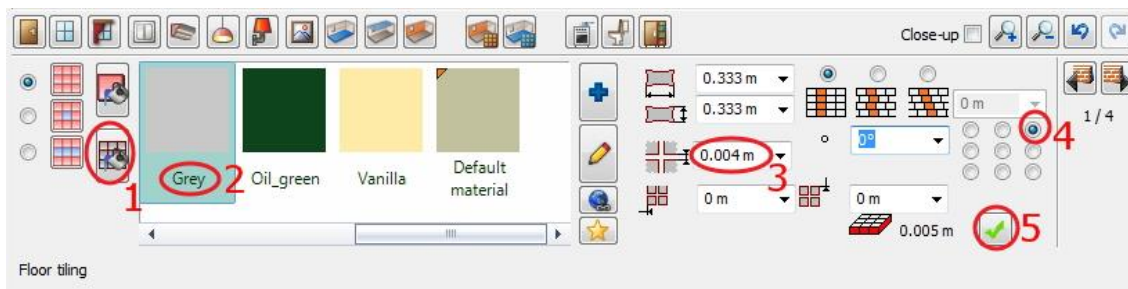 Close-up
0.333 m
0.333 m
0 m
1 / 4
4
0°
0.004 m
3
Grey
2
Oil_green
Vanilla
Default
material
1
0 m
0 m
0.005 m
5
Floor tiling